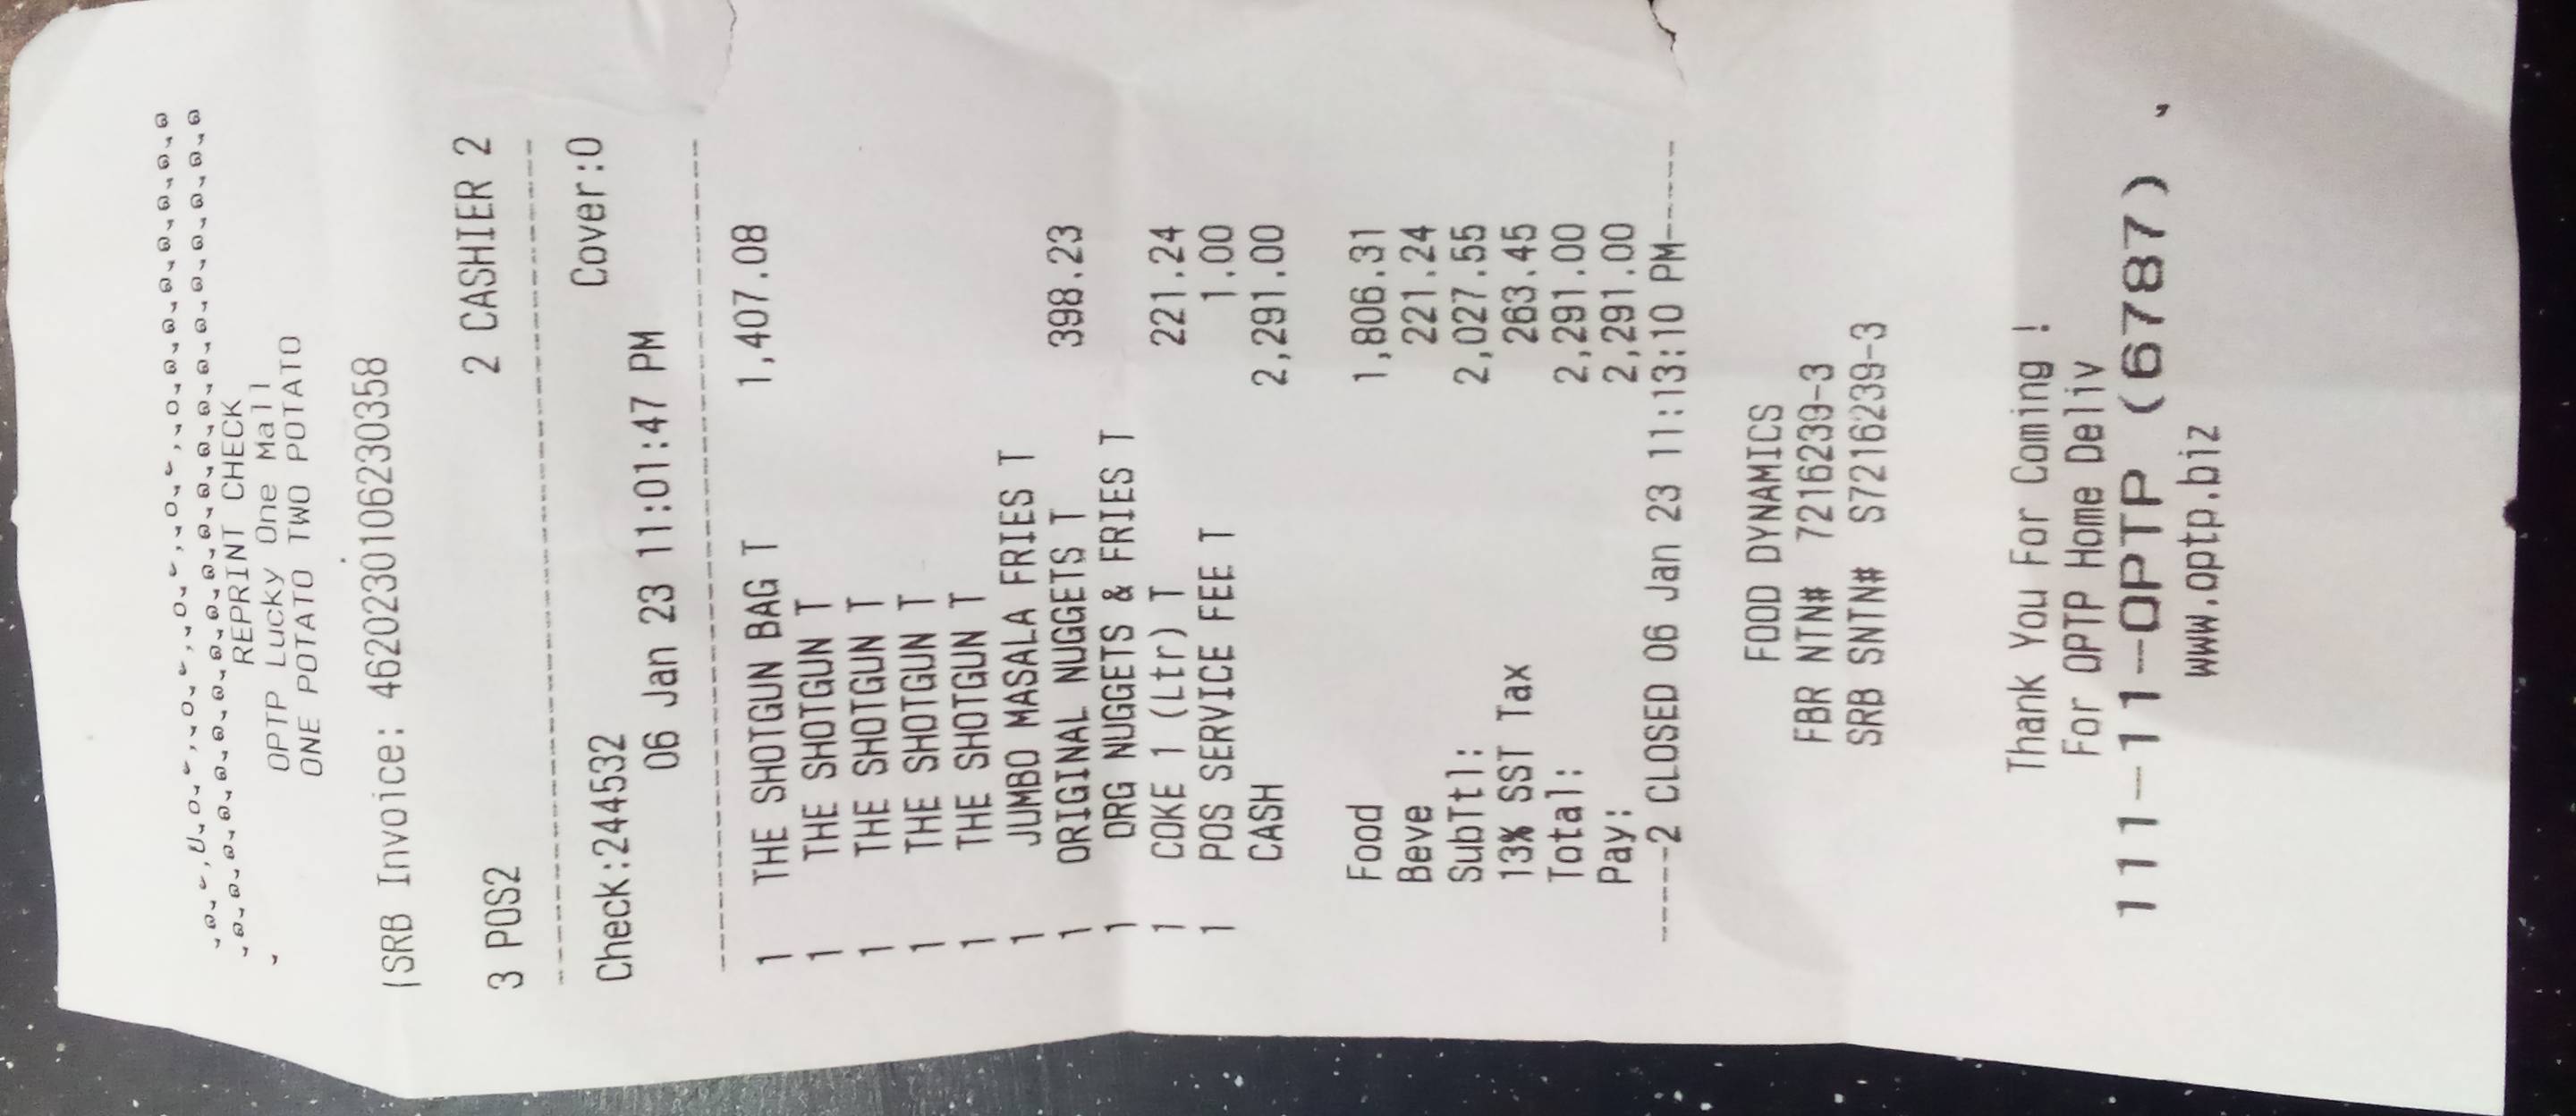 REPRINT CHECK
OPTP Lucky One Mall
ONE POTATO TWO POTATO
(SRB Invoice: 4620230106230358
3 POS2 2 CASHIER 2
Check:244532 Cover:0
06 Jan 23 11:01:47 PM
1 THE SHOTGUN BAG T 1,407.08
1 THE SHOTGUN T
1 THE SHOTGUN T
1 THE SHOTGUN T
1 THE SHOTGUN T
1 JUMBO MASALA FRIES T
1 ORIGINAL NUGGETS T 398.23
1 ORG NUGGETS & FRIES T
1 COKE 1 (Ltr) T 221.24
1 POS SERVICE FEE T 1.00
CASH 2,291.00
Food 1,806.31
Beve 221.24
SubTtl: 2,027.55
13% SST Tax 263.45
Total: 2,291.00
Pay: 2,291.00
----2 CLOSED 06 Jan 23 11:13:10 PM-----
FOOD DYNAMICS
FBR NTN# 7216239-3
SRB SNTN# S7216239-3
Thank You For Coming !
For OPTP Home Deliv
111-11-OPTP (6787)
www.optp.biz